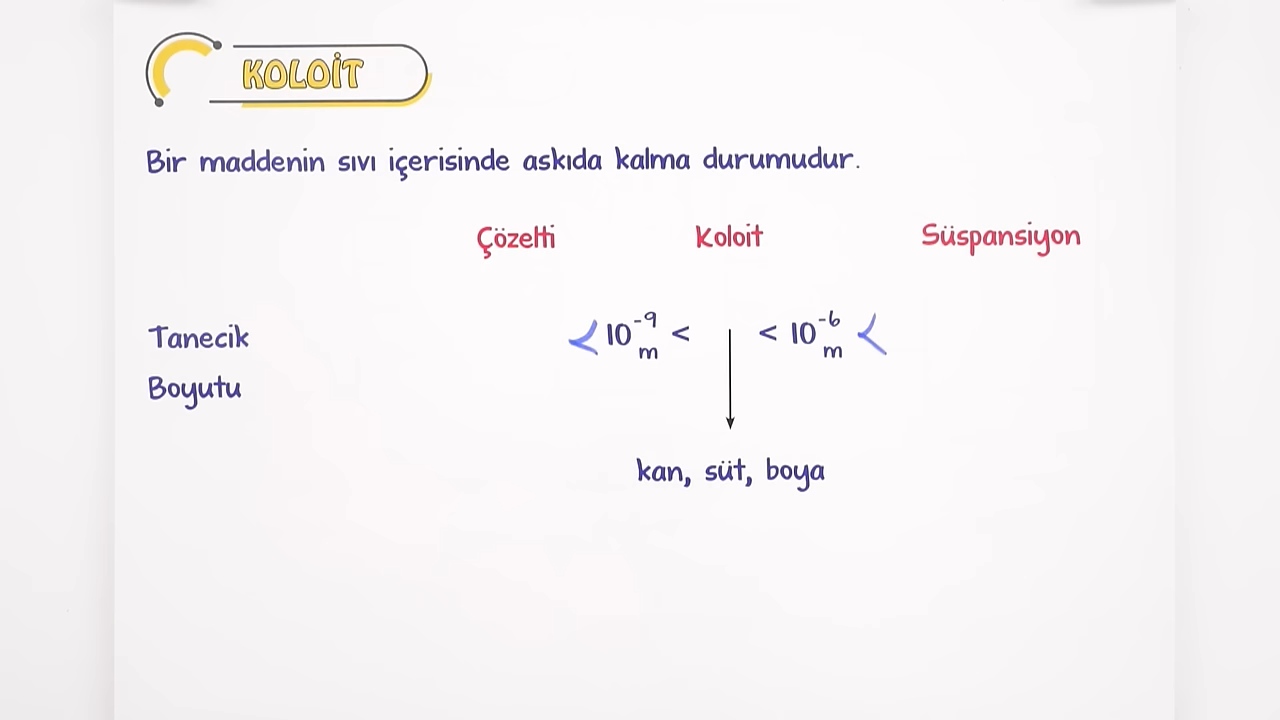 KOLOİT
Bir maddenin sıvı içerisinde askıda kalma durumudur.
Çözelti Koloit Süspansiyon
Tanecik Boyutu
< 10⁻⁹ m < < 10⁻⁶ m <
kan, süt, boya